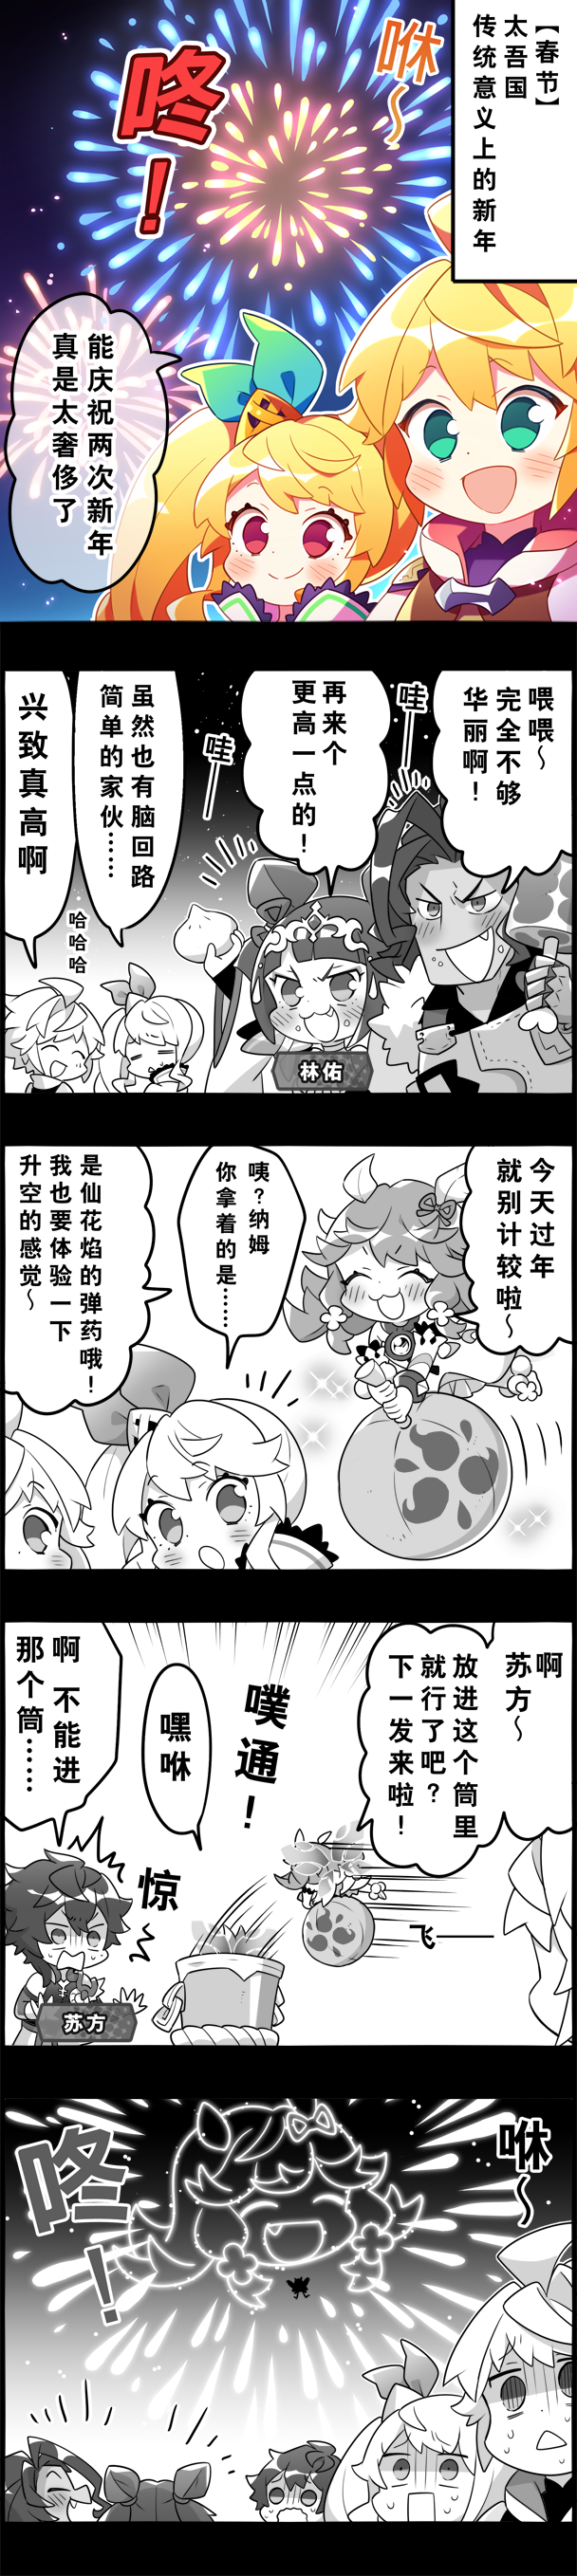 【春节】
太吾国
传统意义上的新年
咻～
咚！
能庆祝两次新年
真是太奢侈了
喂喂～
完全不够
华丽啊！
哇——
再来个
更高一点的！
哇——
虽然也有脑回路
简单的家伙……
哈哈哈
兴致真高啊
林佑
今天过年
就别计较啦～
咦？纳姆
你拿着的是……
是仙花焰的弹药哦！
我也要体验一下
升空的感觉～
啊
苏方～
放进这个筒里
就行了吧？
下一发来啦！
飞——
噗通！
嘿咻
啊 不能进
那个筒……
惊
苏方
咻～
咚！